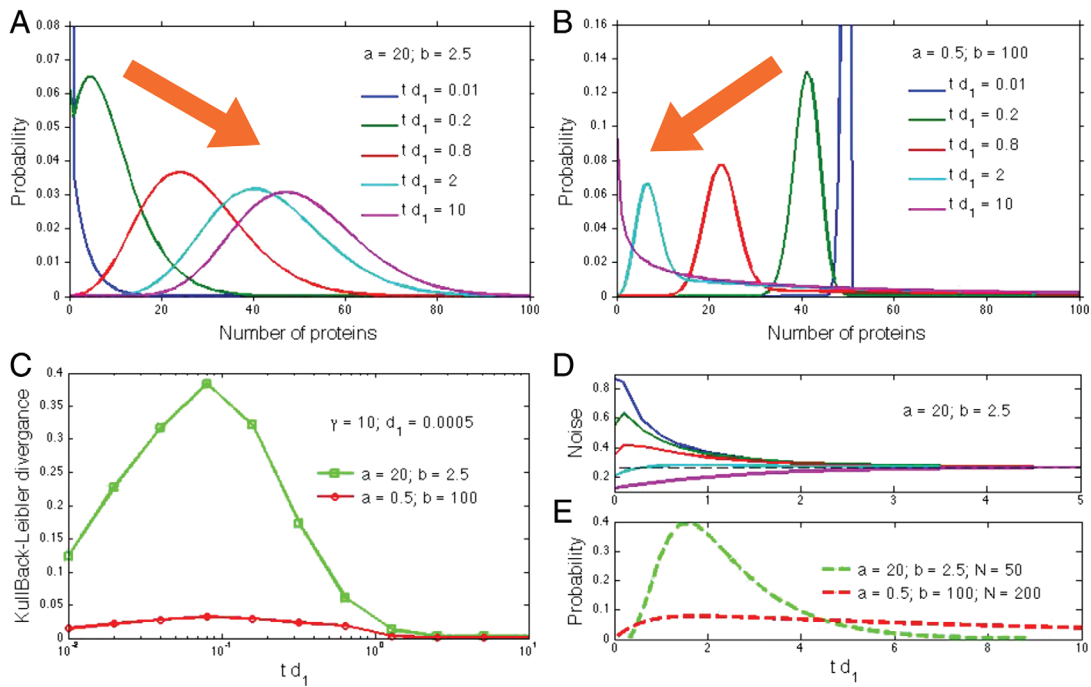 A
Probability
0.08
0.07
0.06
0.05
0.04
0.03
0.02
0.01
0
0 20 40 60 80 100
Number of proteins
a = 20; b = 2.5
t d1 = 0.01
t d1 = 0.2
t d1 = 0.8
t d1 = 2
t d1 = 10
B
Probability
0.16
0.12
0.1
0.08
0.04
0.00
0 20 40 60 80 100
Number of proteins
a = 0.5; b = 100
t d1 = 0.01
t d1 = 0.2
t d1 = 0.8
t d1 = 2
t d1 = 10
C
KullBack-Leibler divergance
0.4
0.35
0.3
0.25
0.2
0.15
0.1
0.05
0
10-2 10-1 100 101
t d1
γ = 10; d1 = 0.0005
a = 20; b = 2.5
a = 0.5; b = 100
D
Noise
0.8
0.6
0.4
0.2
0 1 2 3 4 5
a = 20; b = 2.5
E
Probability
0.4
0.3
0.2
0.1
0
0 2 4 6 8 10
t d1
a = 20; b = 2.5; N = 50
a = 0.5; b = 100; N = 200